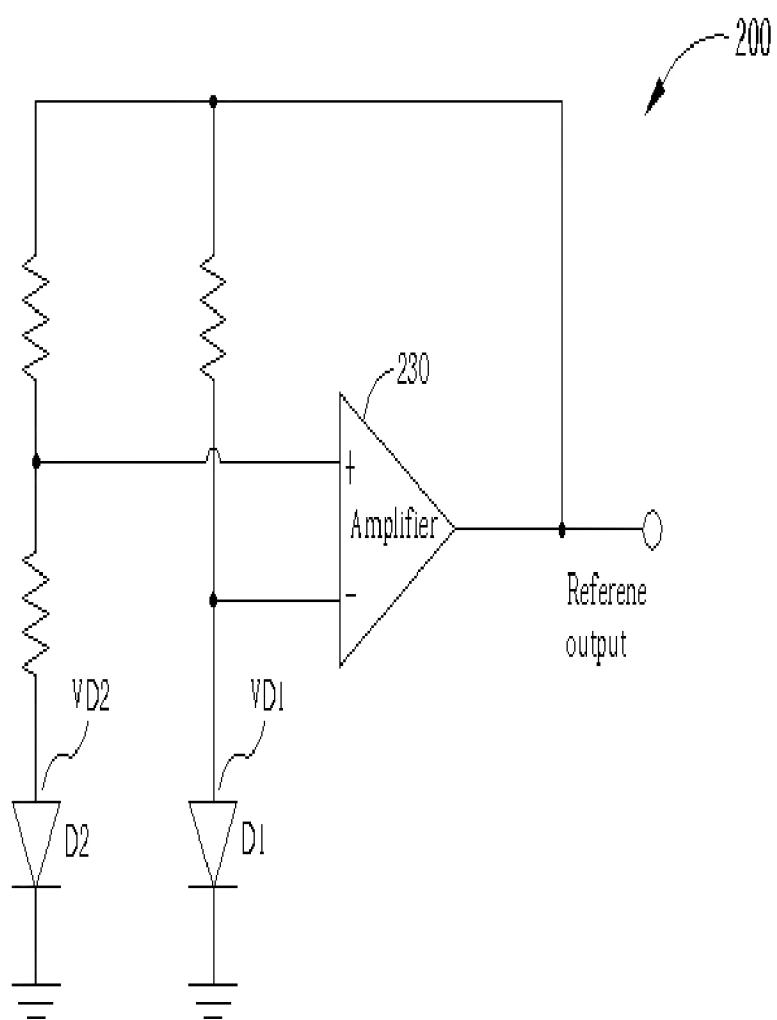 200
230
+
Amplifier
-
Referene
output
VD2
VD1
D2
D1